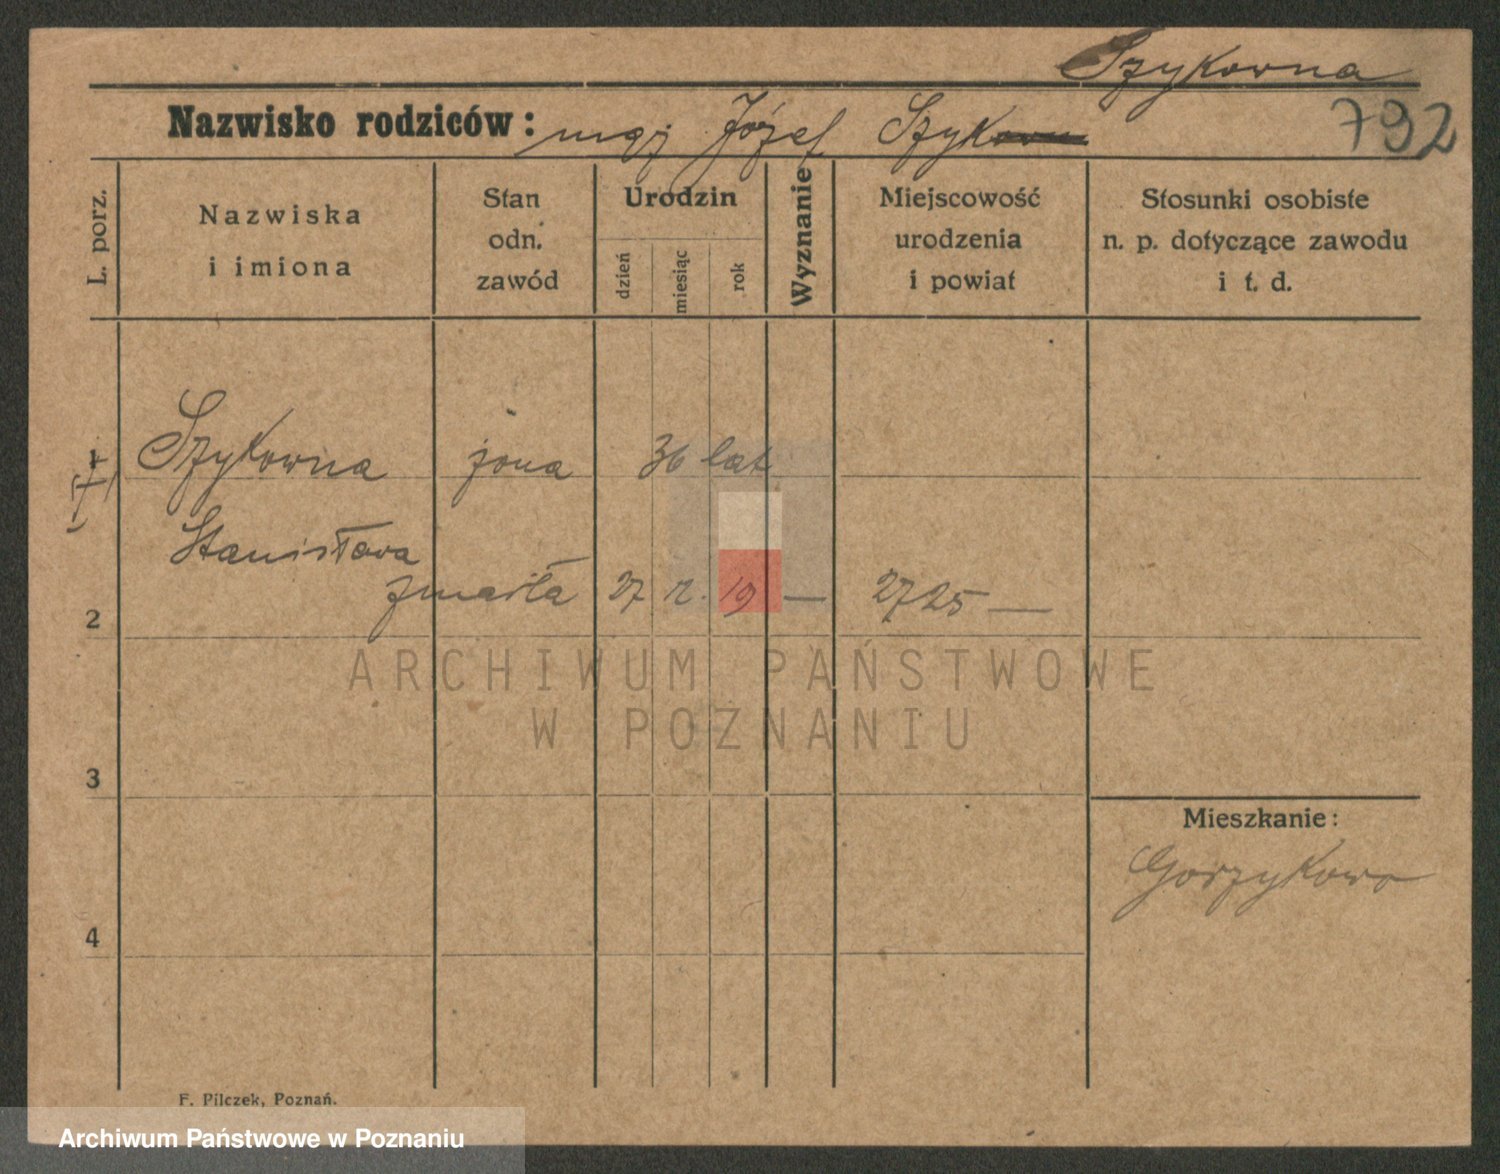 Szykowna
Nazwisko rodziców: mąż Józef Szyk
792
L. porz.
Nazwiska i imiona
Stan odn. zawód
Urodzin
dzień
miesiąc
rok
Wyznanie
Miejscowość urodzenia i powiat
Stosunki osobiste n. p. dotyczące zawodu i t. d.
1 Szykowna żona 36 lat
Stanisława
2 zmarła 27 12. 19 — 2725 —
ARCHIWUM PAŃSTWOWE
W POZNANIU
3
Mieszkanie:
Gorzykowo
4
F. Pilczek, Poznań.
Archiwum Państwowe w Poznaniu